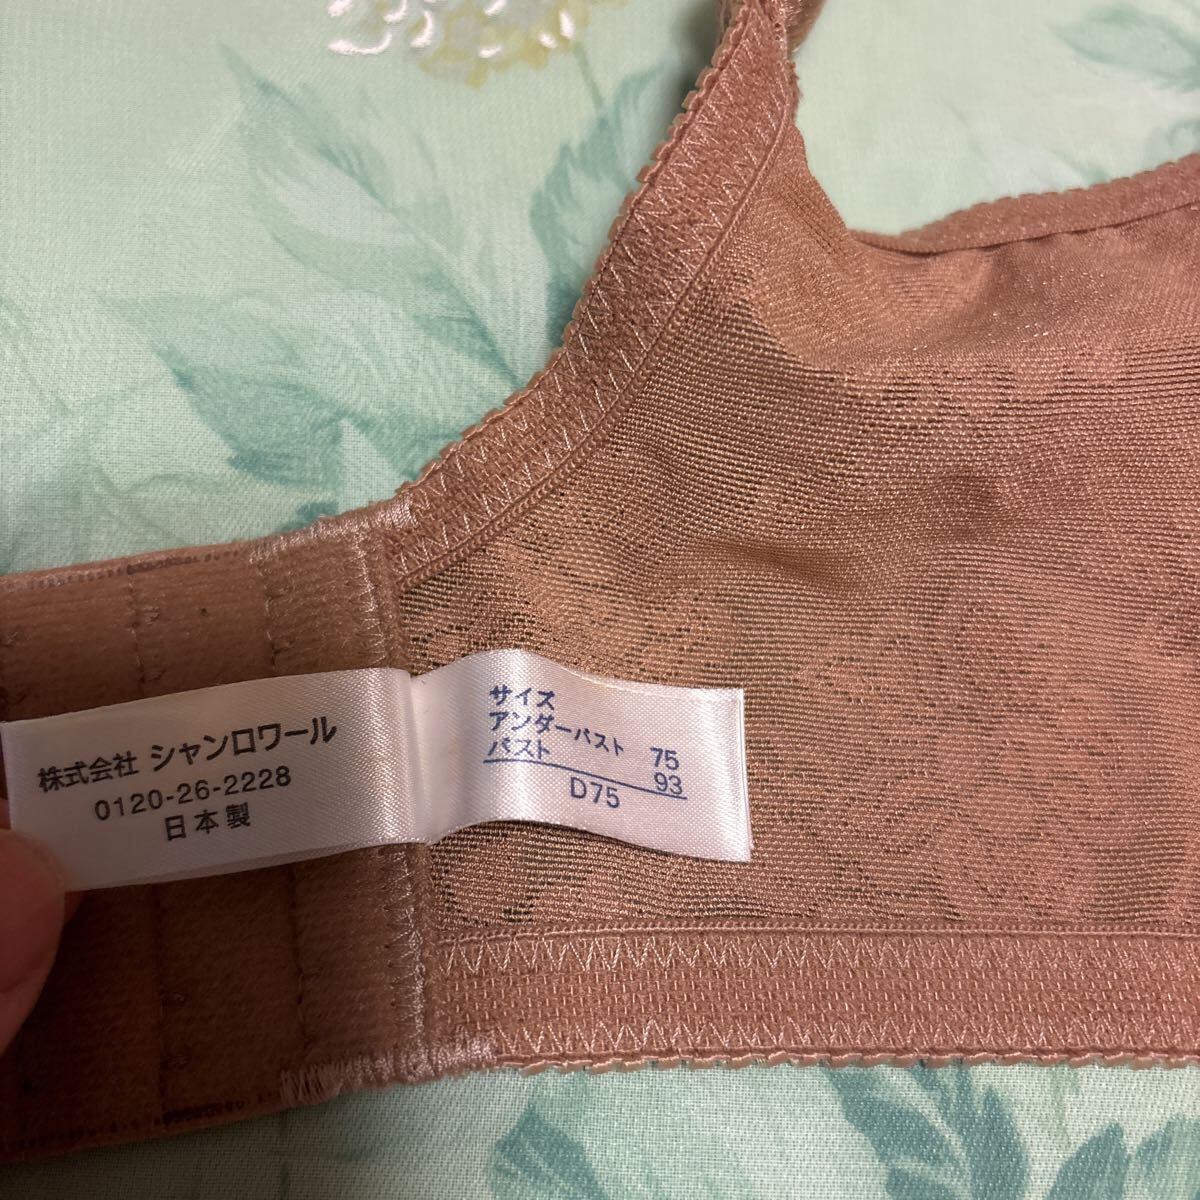 株式会社 シャンロワール
0120-26-2228
日本製
サイズ
アンダーバスト 75
バスト 93
D75